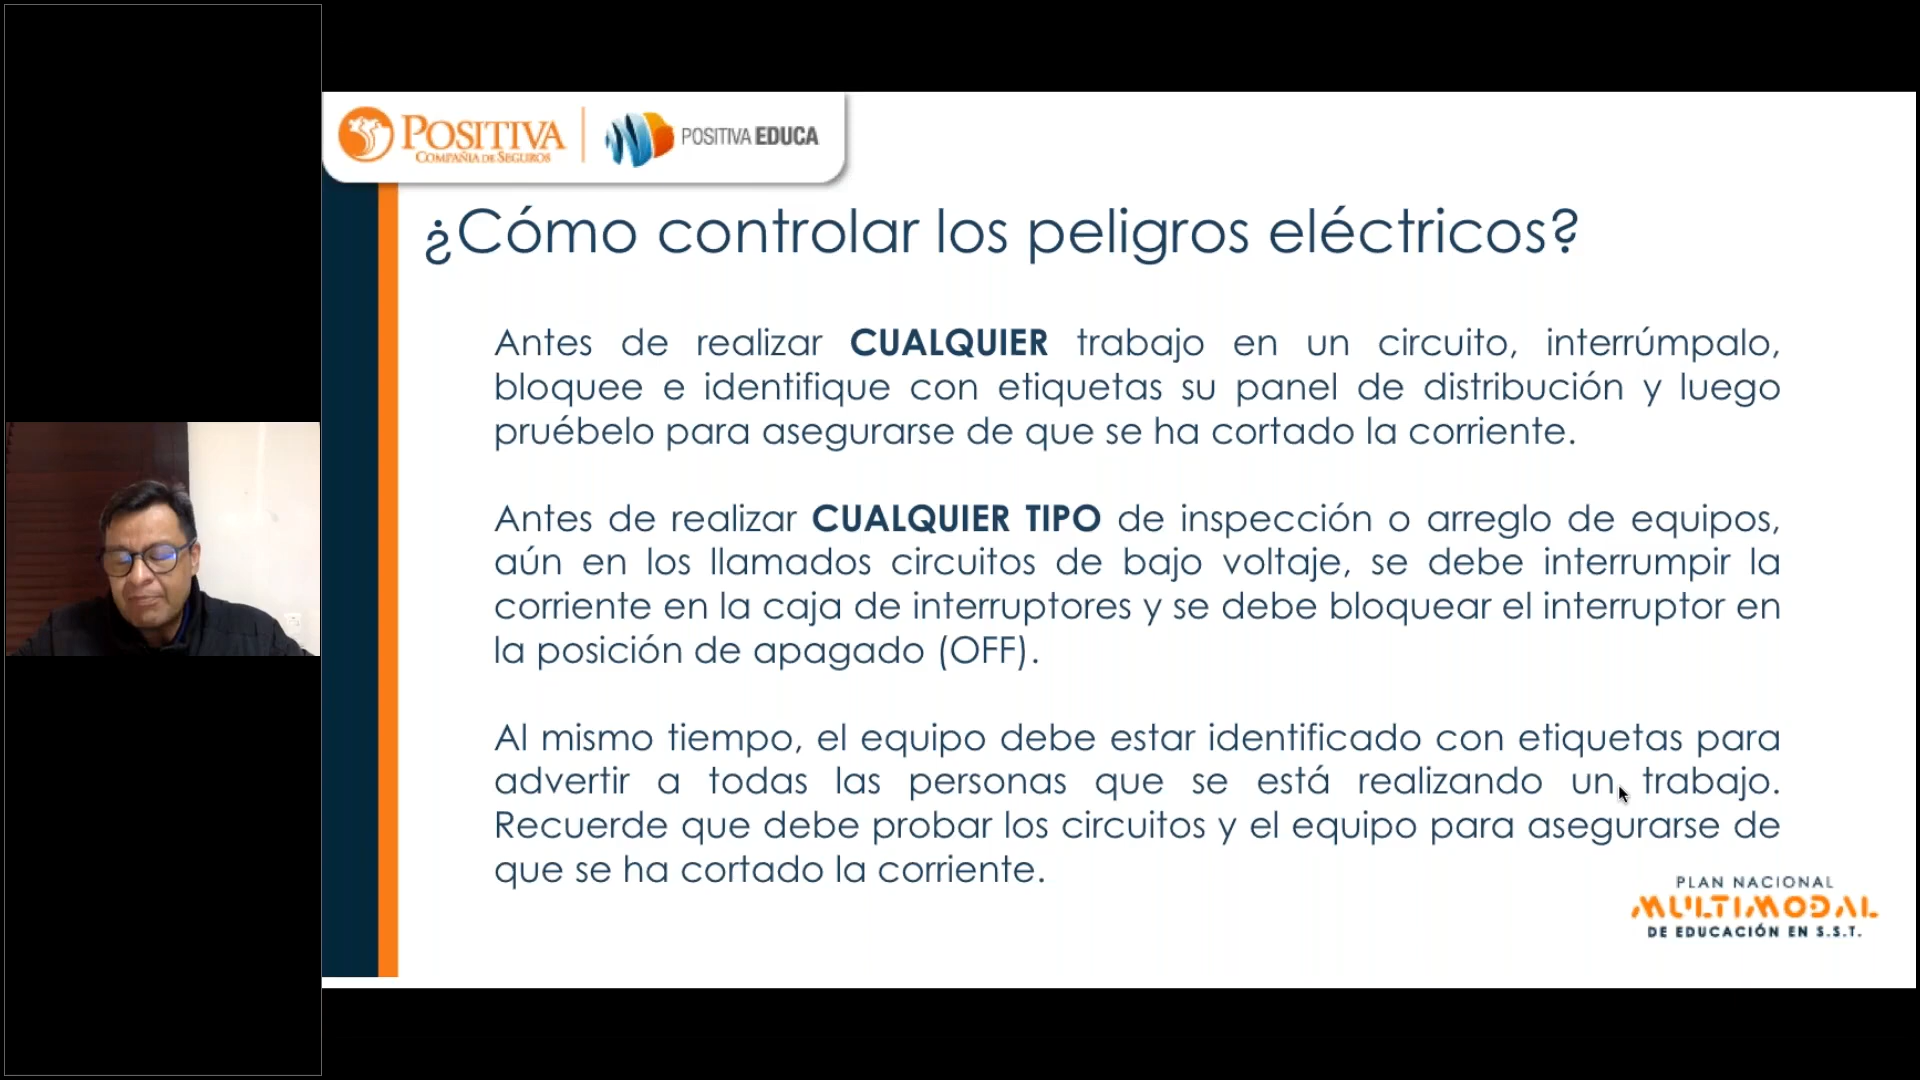 POSITIVA
COMPAÑIA DE SEGUROS
POSITIVA EDUCA
¿Cómo controlar los peligros eléctricos?
Antes de realizar CUALQUIER trabajo en un circuito, interrúmpalo,
bloquee e identifique con etiquetas su panel de distribución y luego
pruébelo para asegurarse de que se ha cortado la corriente.
Antes de realizar CUALQUIER TIPO de inspección o arreglo de equipos,
aún en los llamados circuitos de bajo voltaje, se debe interrumpir la
corriente en la caja de interruptores y se debe bloquear el interruptor en
la posición de apagado (OFF).
Al mismo tiempo, el equipo debe estar identificado con etiquetas para
advertir a todas las personas que se está realizando un trabajo.
Recuerde que debe probar los circuitos y el equipo para asegurarse de
que se ha cortado la corriente.
PLAN NACIONAL
MULTIMODAL
DE EDUCACIÓN EN S.S.T.